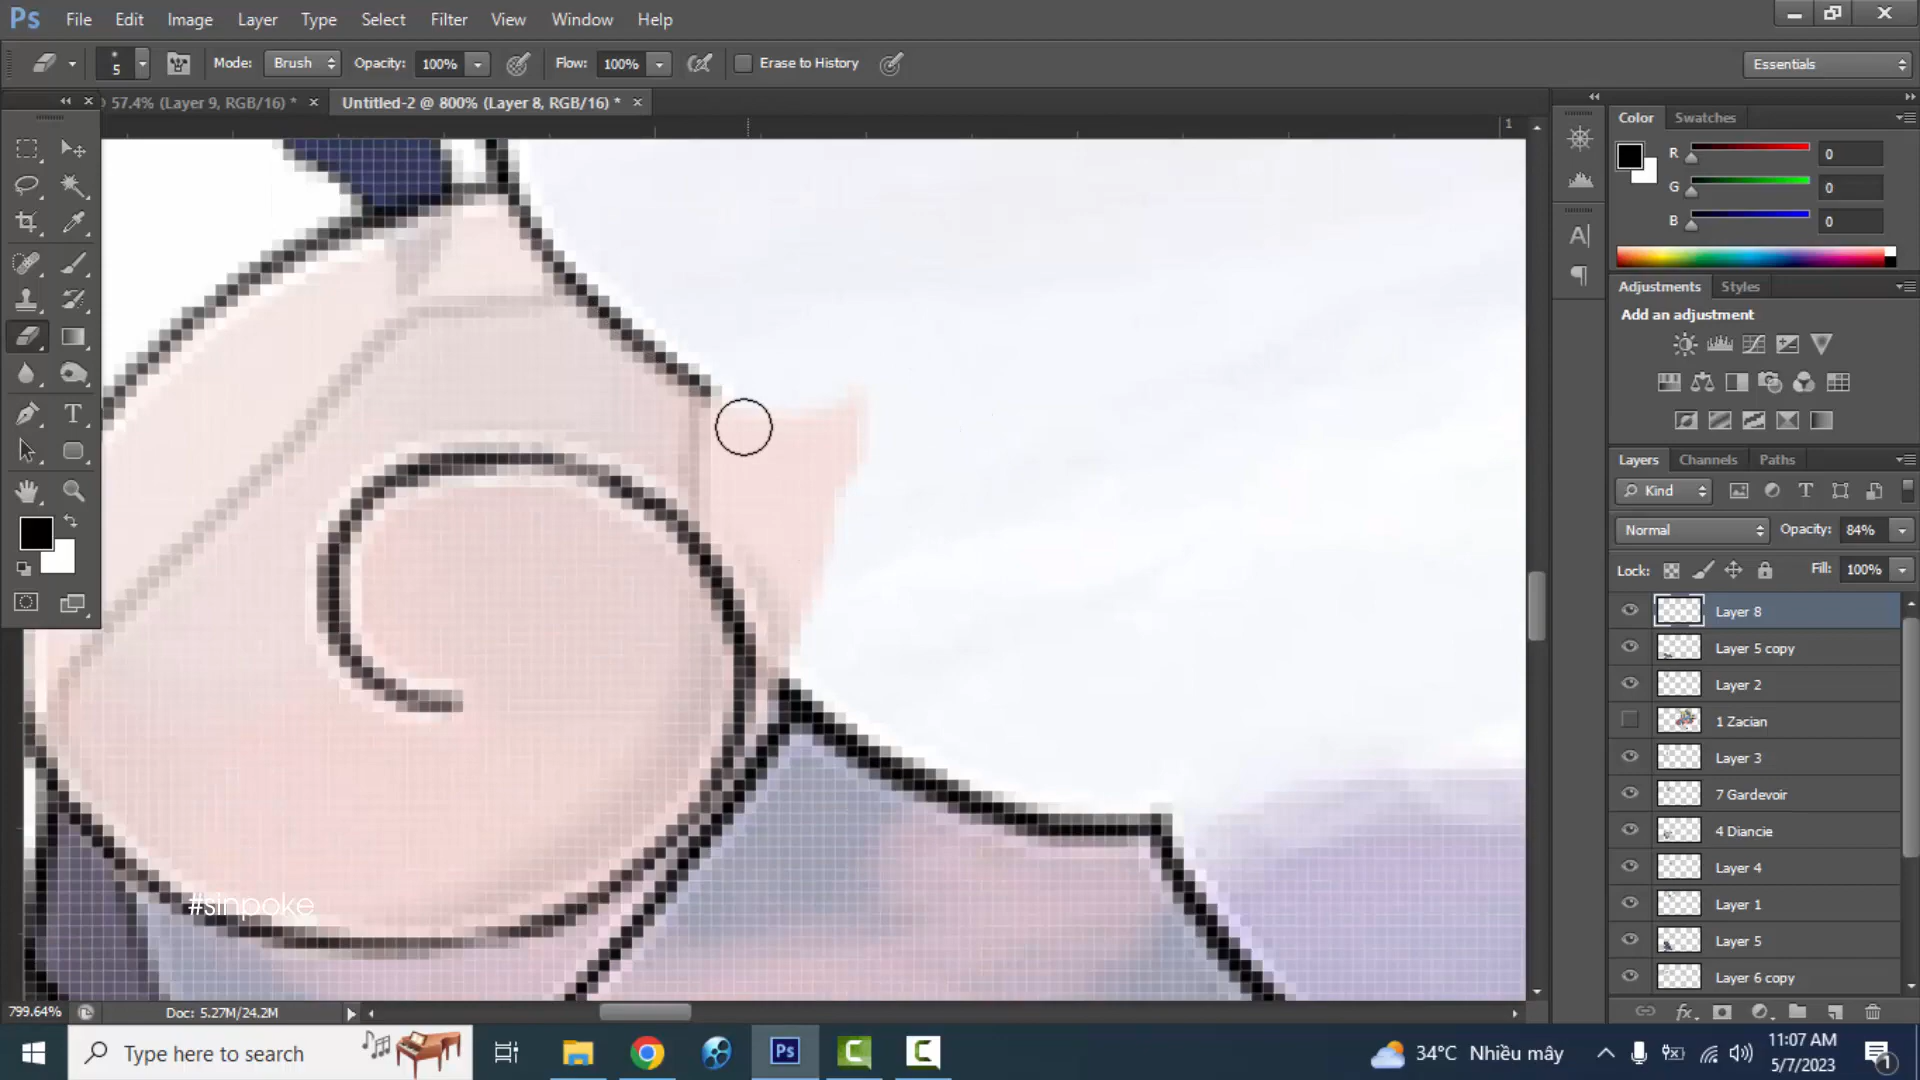 Ps File Edit Image Layer Type Select Filter View Window Help
5 Mode: Brush Opacity: 100% Flow: 100% Erase to History Essentials
57.4% (Layer 9, RGB/16) * × Untitled-2 @ 800% (Layer 8, RGB/16) * ×
1
Color Swatches
R 0
G 0
B 0
Adjustments Styles
Add an adjustment
Layers Channels Paths
Kind
Normal Opacity: 84%
Lock: Fill: 100%
Layer 8
Layer 5 copy
Layer 2
1 Zacian
Layer 3
7 Gardevoir
4 Diancie
Layer 4
Layer 1
Layer 5
Layer 6 copy
#sinpoke
799.64% Doc: 5.27M/24.2M
Type here to search
34°C Nhiều mây
11:07 AM
5/7/2023
1